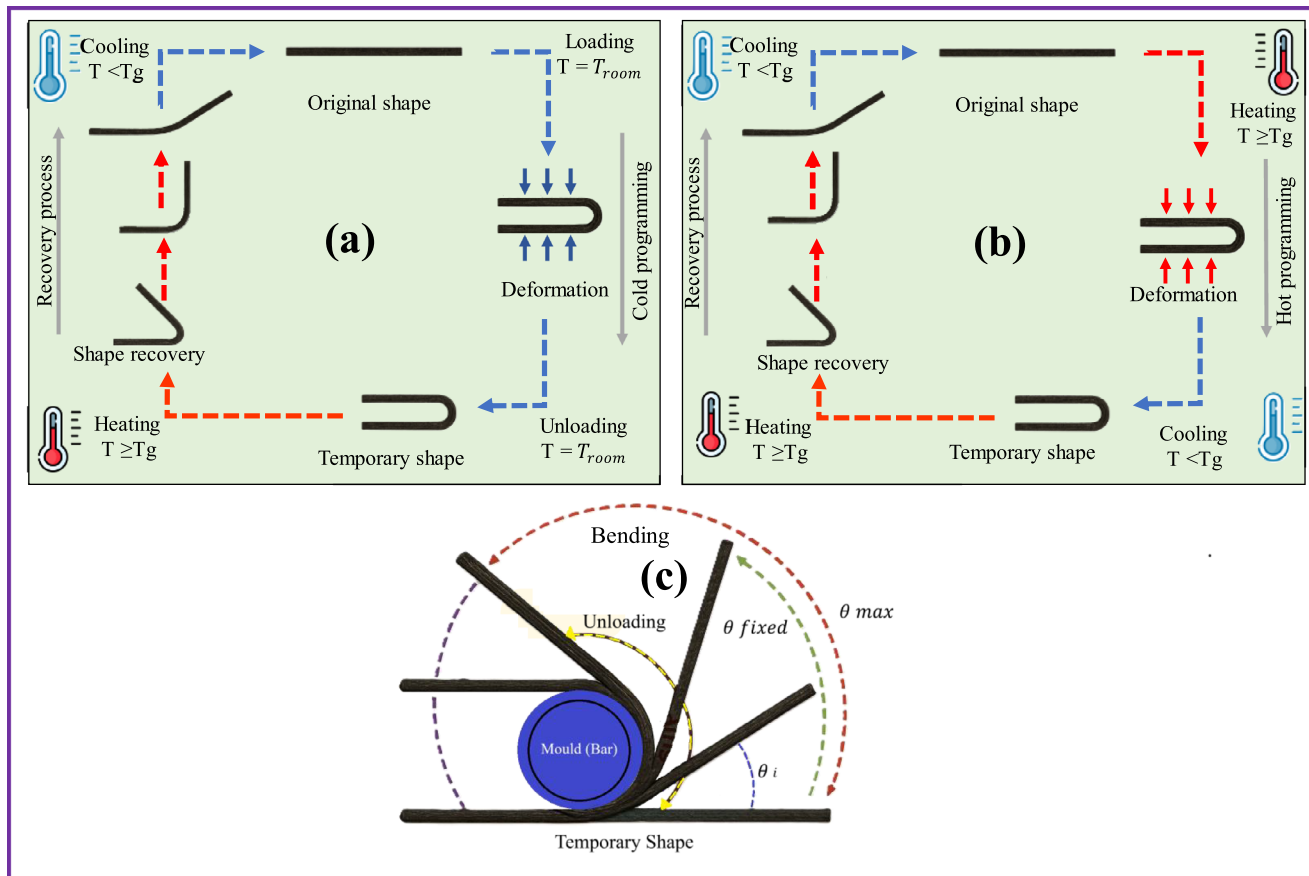 Cooling
T <Tg
Original shape
Loading
T = T_room
Recovery process
(a)
Cold programming
Deformation
Shape recovery
Heating
T ≥Tg
Temporary shape
Unloading
T = T_room
Cooling
T <Tg
Original shape
Heating
T ≥Tg
Recovery process
(b)
Hot programming
Deformation
Shape recovery
Heating
T ≥Tg
Temporary shape
Cooling
T <Tg
Bending
(c)
Unloading
θ fixed
θ max
Mould (Bar)
θ i
Temporary Shape